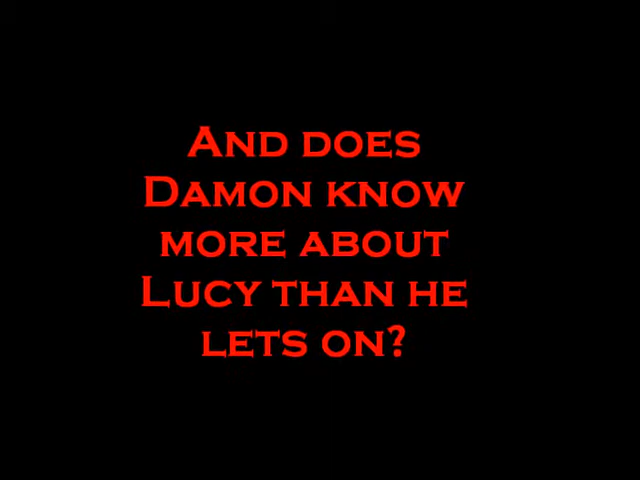 And does
Damon know
more about
Lucy than he
lets on?